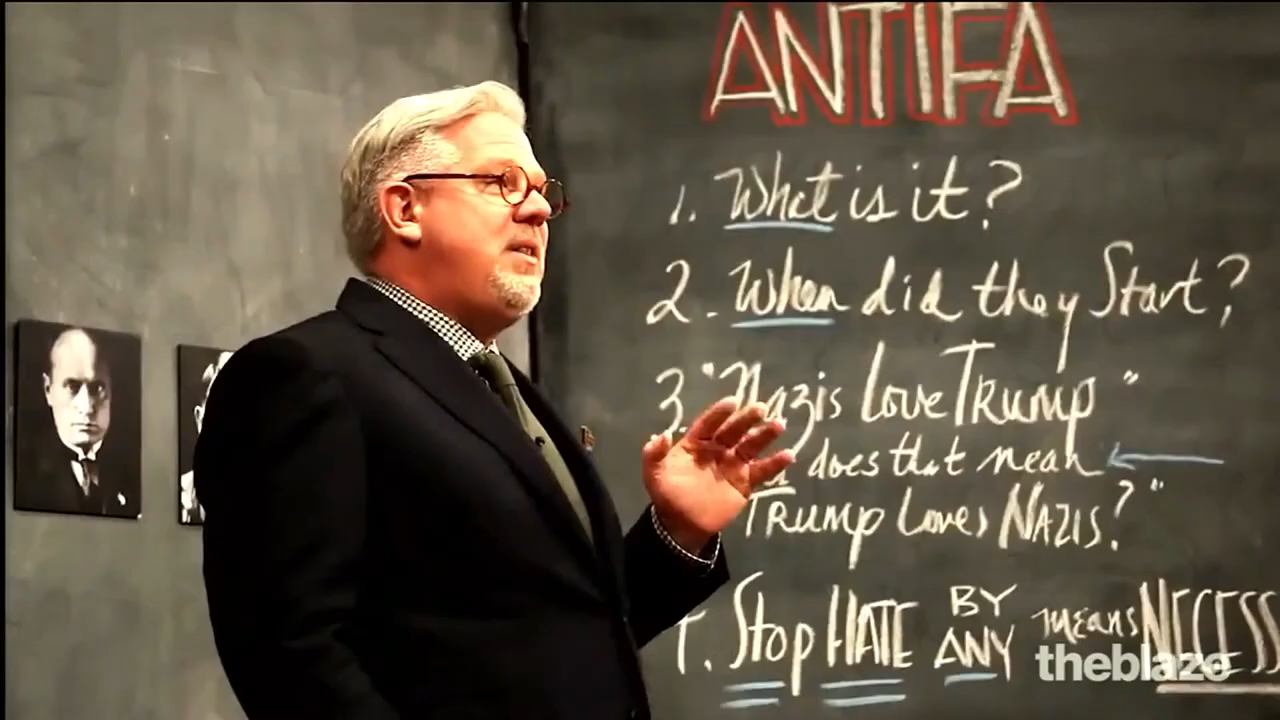 ANTIFA
1. What is it?
2. When did they Start?
3. "Nazis love TRUMP"
does that mean
TRUMP Loves NAZIS?"
. Stop HATE BY ANY means NECESS
theblaze